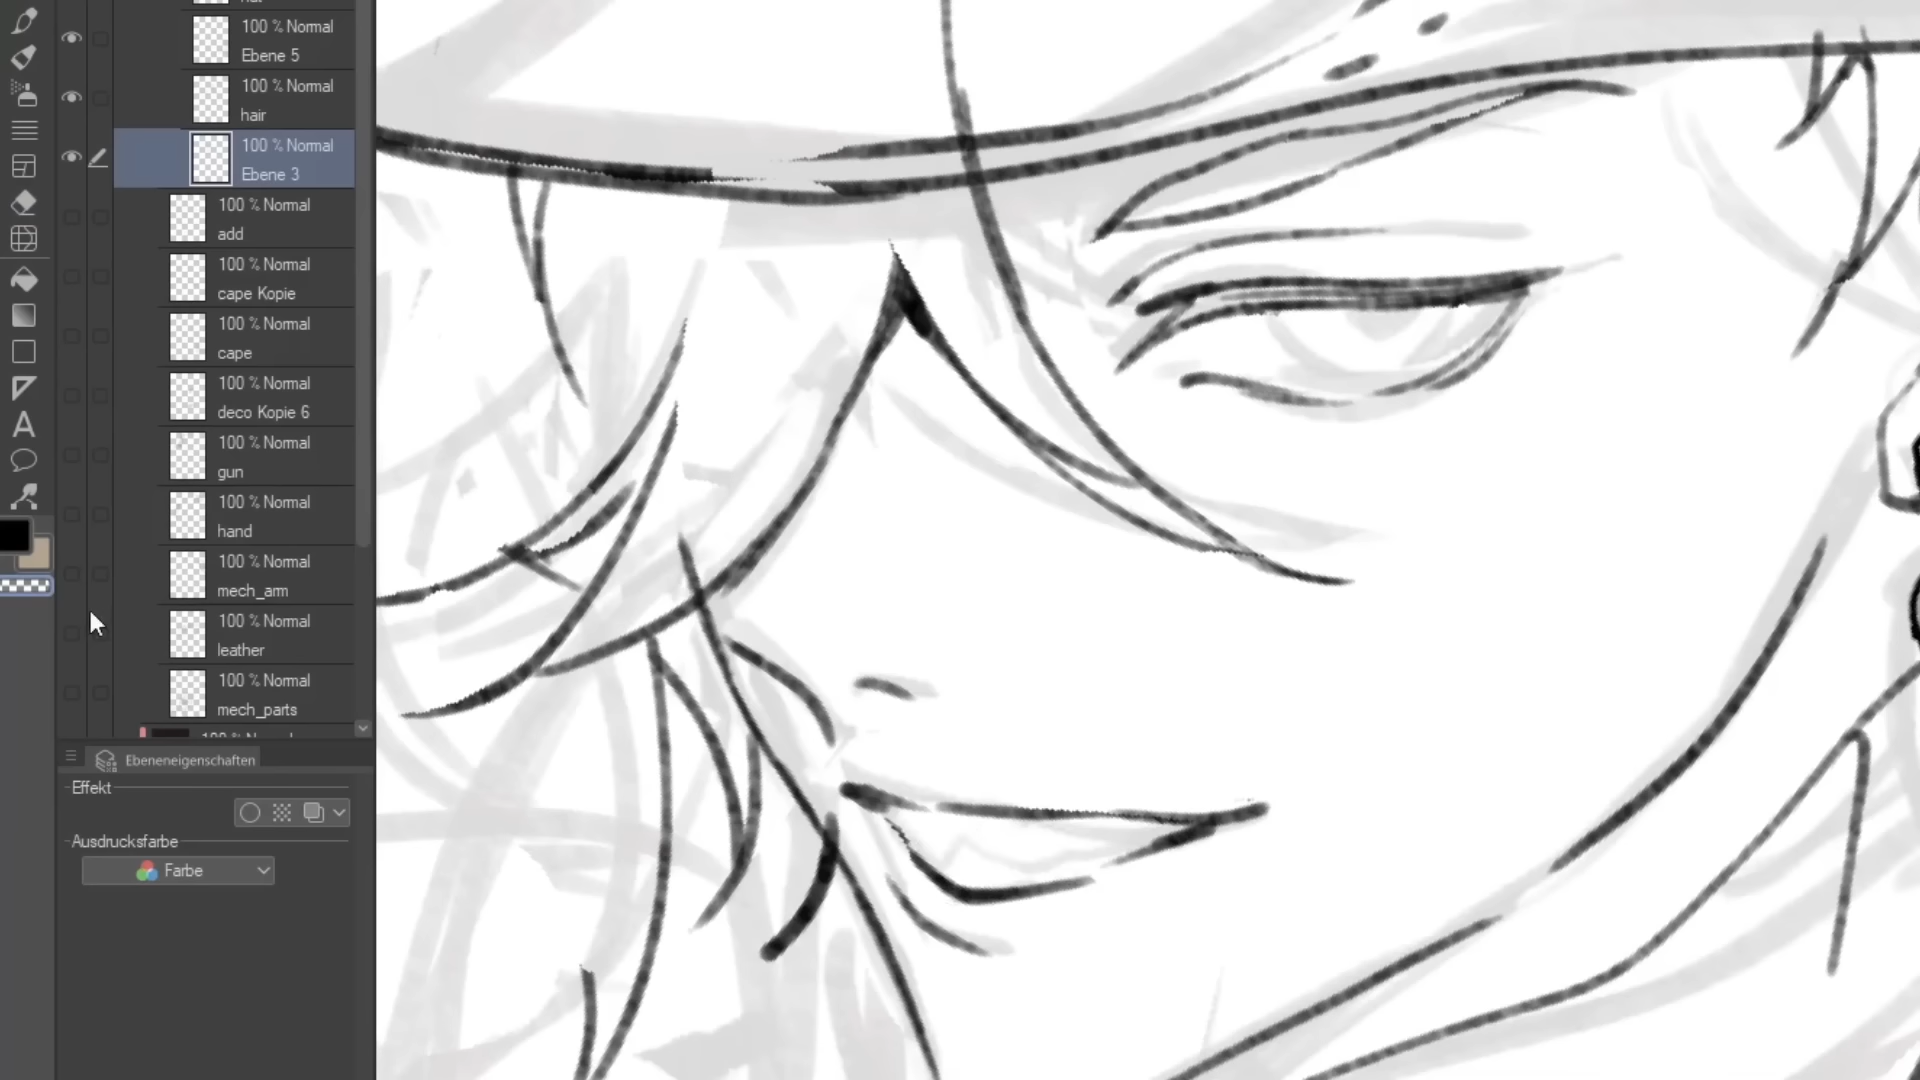 100 % Normal
Ebene 5
100 % Normal
hair
100 % Normal
Ebene 3
100 % Normal
add
100 % Normal
cape Kopie
100 % Normal
cape
100 % Normal
deco Kopie 6
100 % Normal
gun
100 % Normal
hand
100 % Normal
mech_arm
100 % Normal
leather
100 % Normal
mech_parts
Ebeneneigenschaften
Effekt
Ausdrucksfarbe
Farbe